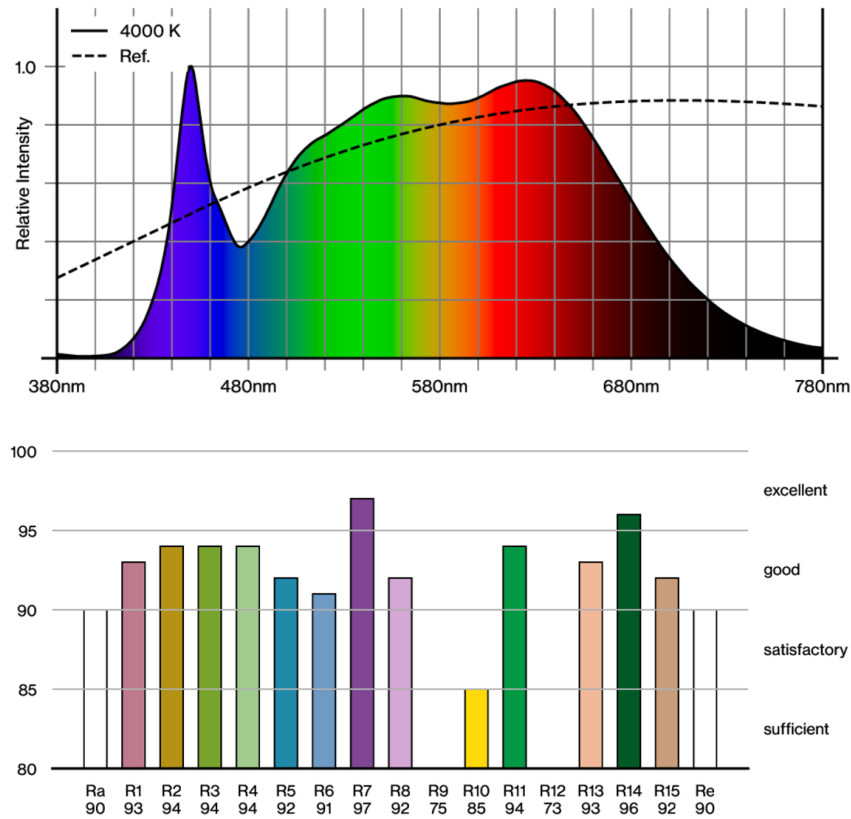 4000 K
Ref.
1.0
Relative Intensity
380nm 480nm 580nm 680nm 780nm
100
excellent
95
good
90
satisfactory
85
sufficient
80
Ra R1 R2 R3 R4 R5 R6 R7 R8 R9 R10 R11 R12 R13 R14 R15 Re
90 93 94 94 94 92 91 97 92 75 85 94 73 93 96 92 90